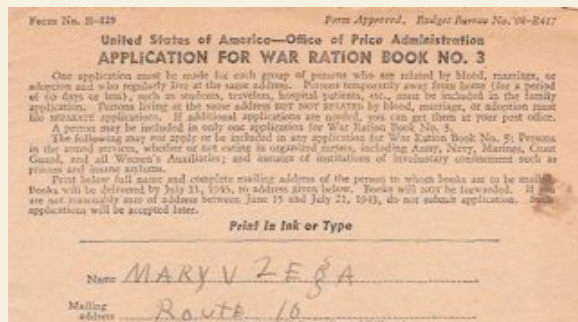 Form No. R-129
Form Approved. Budget Bureau No. 08-R417
United States of America—Office of Price Administration
APPLICATION FOR WAR RATION BOOK NO. 3
One application must be made for each group of persons who are related by blood, marriage, or
adoption and who regularly live at the same address. Persons temporarily away from home (for a period
of 60 days or less), such as students, travelers, hospital patients, etc., must be included in the family
application. Persons living at the same address BUT NOT RELATED by blood, marriage, or adoption must
file SEPARATE applications. If additional applications are needed, you can get them at your post office.
A person may be included in only one application for War Ration Book No. 3.
The following may not apply or be included in any application for War Ration Book No. 3: Persons
in the armed services, whether or not eating in organized messes, including Army, Navy, Marines, Coast
Guard, and all Women's Auxiliaries; and inmates of institutions of involuntary confinement such as
prisons and insane asylums.
Print below full name and complete mailing address of the person to whom books are to be mailed.
Books will be delivered by July 21, 1943, to address given below. Books will NOT be forwarded. If you
are not reasonably sure of address between June 15 and July 21, 1943, do not submit application. Such
applications will be accepted later.
Print In Ink or Type
Name MARY V
Mailing
address Route 10